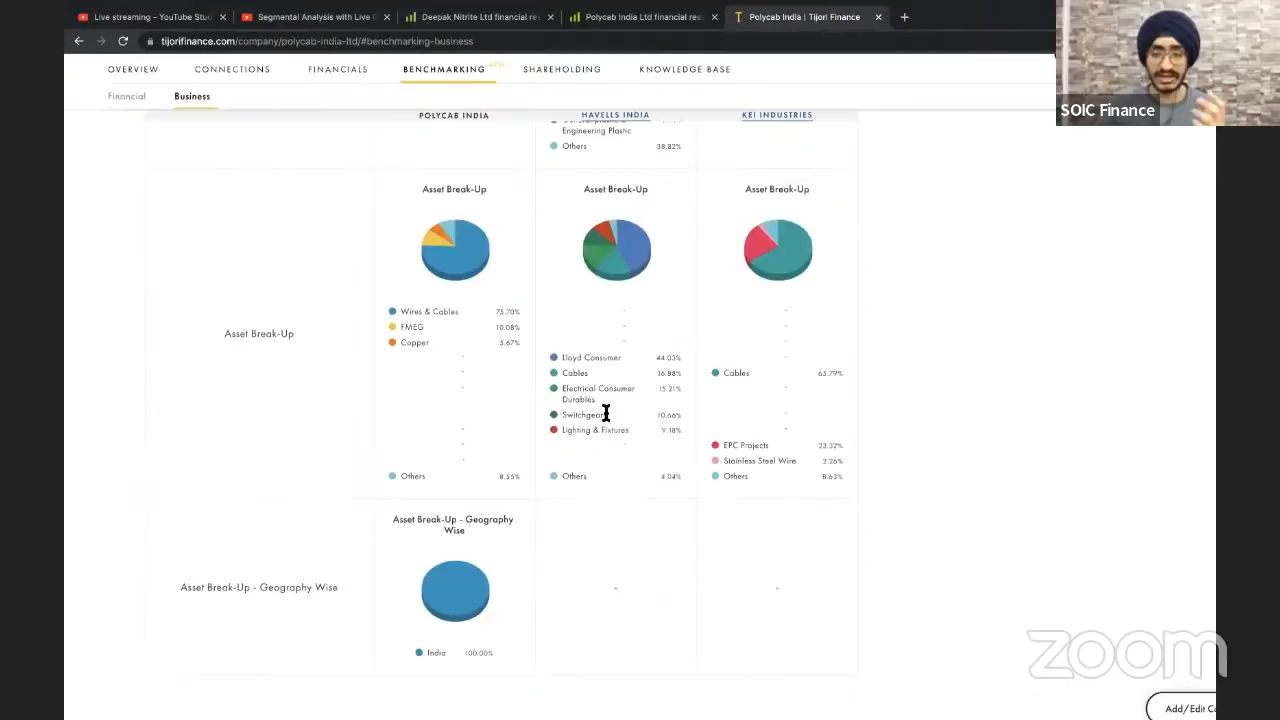 Live streaming – YouTube Stud
Segmental Analysis with Live C
Deepak Nitrite Ltd financial res
Polycab India Ltd financial res
Polycab India | Tijori Finance
tijorifinance.com/company/polycab-india-ltd/#benchmarking-business
SOIC Finance
OVERVIEW CONNECTIONS FINANCIALS BENCHMARKING SHAREHOLDING KNOWLEDGE BASE
Financial Business
POLYCAB INDIA HAVELLS INDIA KEI INDUSTRIES
Engineering Plastic
Others 38.82%
Asset Break-Up
Asset Break-Up
Wires & Cables 75.70%
FMEG 10.08%
Copper 5.67%
Others 8.55%
Asset Break-Up
Lloyd Consumer 44.03%
Cables 16.88%
Electrical Consumer 15.21%
Durables
Switchgear 10.66%
Lighting & Fixtures 9.18%
Others 4.04%
Asset Break-Up
Cables 65.79%
EPC Projects 23.32%
Stainless Steel Wire 2.26%
Others 8.63%
Asset Break-Up - Geography Wise
Asset Break-Up - Geography
Wise
India 100.00%
zoom
Add/Edit Co